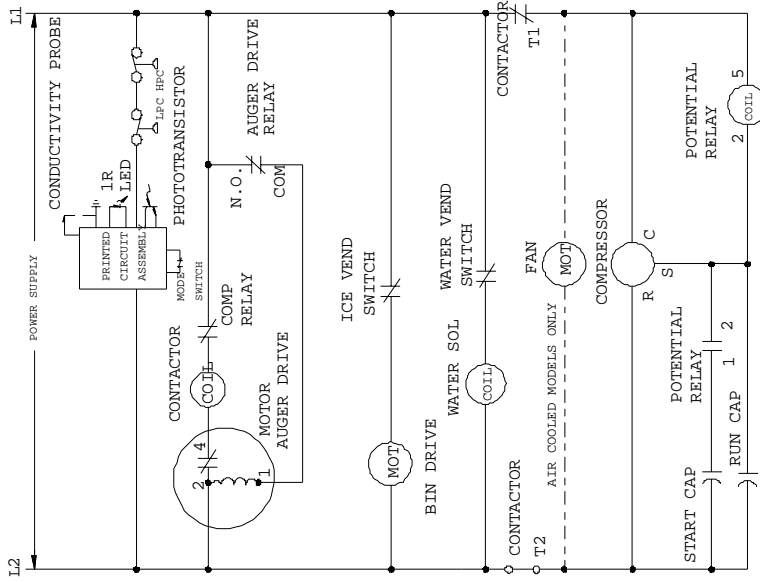 L1
L2
POWER SUPPLY
CONDUCTIVITY PROBE
1R
LED
PHOTOTRANSISTOR
LPC HPC
PRINTED
CIRCUIT
ASSEMBLY
MODE
SWITCH
AUGER DRIVE
RELAY
N.O.
COM
COMP
RELAY
CONTACTOR
COIL
MOTOR
AUGER DRIVE
4
2
1
ICE VEND
SWITCH
MOT
BIN DRIVE
WATER VEND
SWITCH
WATER SOL
COIL
CONTACTOR
T1
CONTACTOR
T2
FAN
MOT
AIR COOLED MODELS ONLY
COMPRESSOR
R
S
C
POTENTIAL
RELAY
2
5
COIL
POTENTIAL
RELAY
1
2
START CAP
RUN CAP